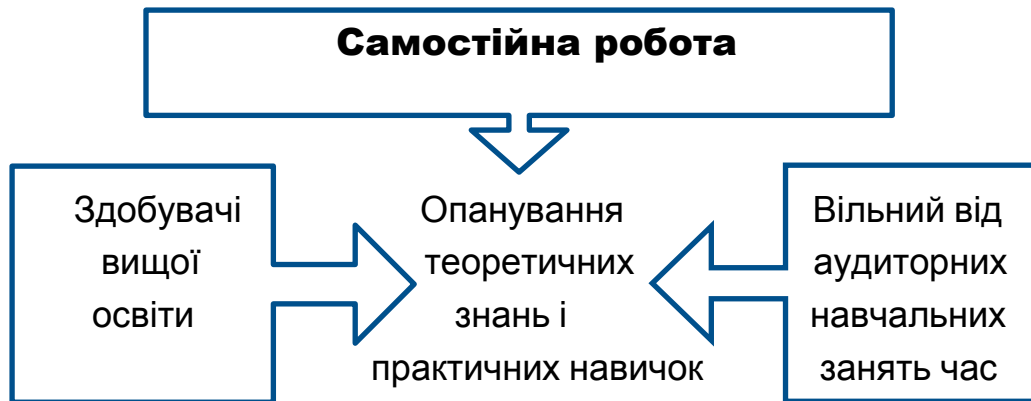 Самостійна робота
Здобувачі
вищої
освіти
Опанування
теоретичних
знань і
практичних навичок
Вільний від
аудиторних
навчальних
занять час